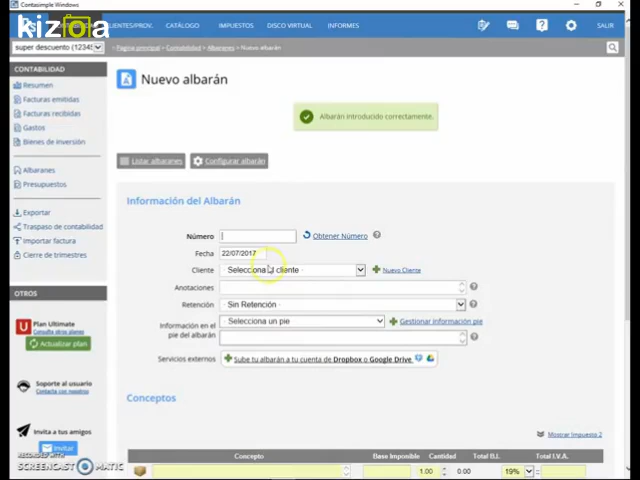 Contasimple Windows
kizoa
CLIENTES/PROV. CATÁLOGO IMPUESTOS DISCO VIRTUAL INFORMES SALIR
super descuento (12345
Página principal > Contabilidad > Albaranes > Nuevo albarán
CONTABILIDAD
Resumen
Facturas emitidas
Facturas recibidas
Gastos
Bienes de inversión
Albaranes
Presupuestos
Exportar
Traspaso de contabilidad
Importar factura
Cierre de trimestres
OTROS
Plan Ultimate
Consulta otros planes
Actualizar plan
Soporte al usuario
Contacta con nosotros
Invita a tus amigos
Invitar
RECORDED WITH
SCREENCAST MATIC
Nuevo albarán
Albarán introducido correctamente.
Listar albaranes
Configurar albarán
Información del Albarán
Número
Obtener Número
Fecha 22/07/2017
Cliente Selecciona un cliente
Nuevo Cliente
Anotaciones
Retención Sin Retención
Información en el pie del albarán
Selecciona un pie
Gestionar información pie
Servicios externos
Sube tu albarán a tu cuenta de Dropbox o Google Drive
Conceptos
Mostrar Impuesto 2
Concepto Base Imponible Cantidad Total B.I. Total I.V.A.
1.00 0.00 19% =